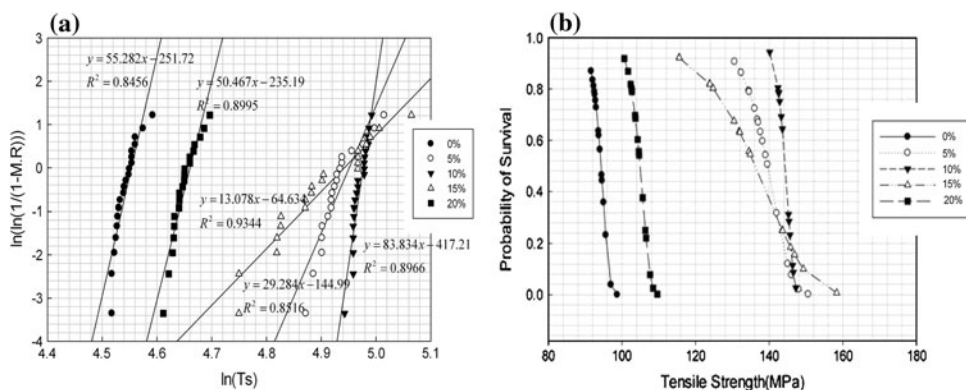 (a)
3
2
1
0
-1
-2
-3
-4
ln(ln(1/(1-M.R)))
y = 55.282x − 251.72
R² = 0.8456
y = 50.467x − 235.19
R² = 0.8995
y = 13.078x − 64.634
R² = 0.9344
y = 29.284x − 144.99
R² = 0.8516
y = 83.834x − 417.21
R² = 0.8966
0%
5%
10%
15%
20%
4.4 4.5 4.6 4.7 4.8 4.9 5.0 5.1
ln(Ts)
(b)
1.0
0.8
0.6
0.4
0.2
0.0
Probability of Survival
0%
5%
10%
15%
20%
80 100 120 140 160 180
Tensile Strength(MPa)